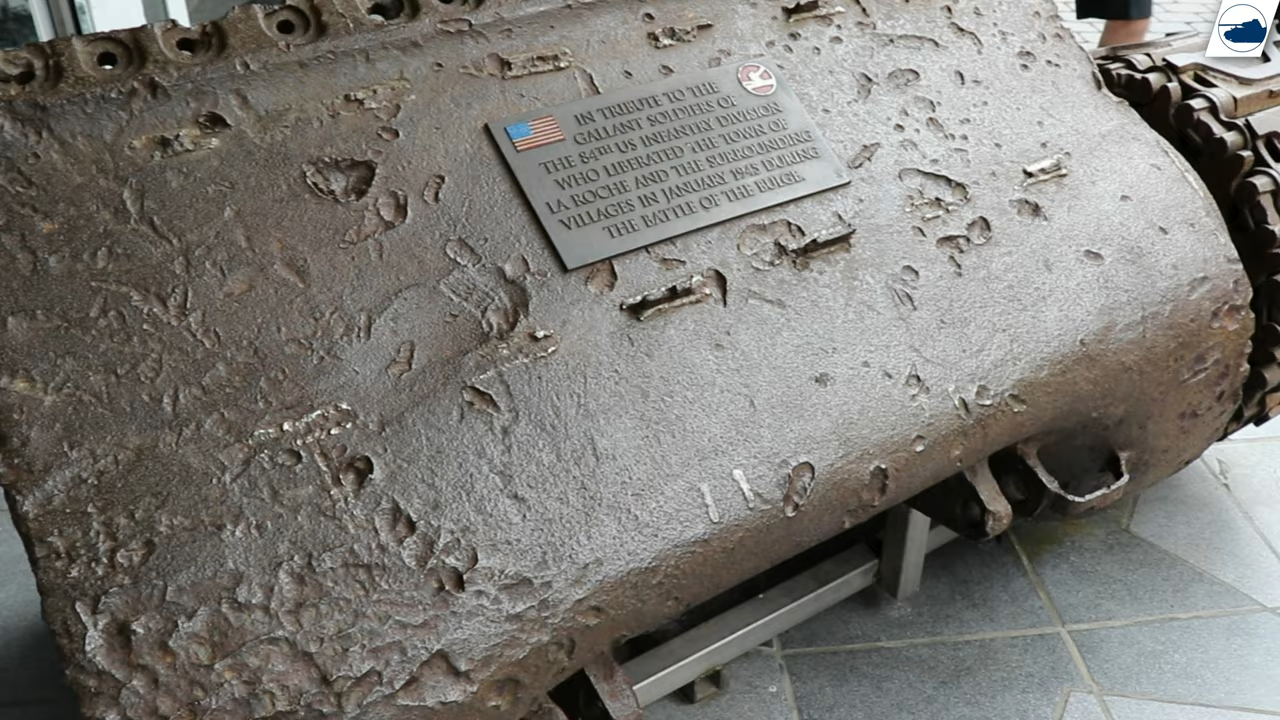 IN TRIBUTE TO THE
GALLANT SOLDIERS OF
THE 84TH US INFANTRY DIVISION
WHO LIBERATED THE TOWN OF
LA ROCHE AND THE SURROUNDING
VILLAGES IN JANUARY 1945 DURING
THE BATTLE OF THE BULGE.